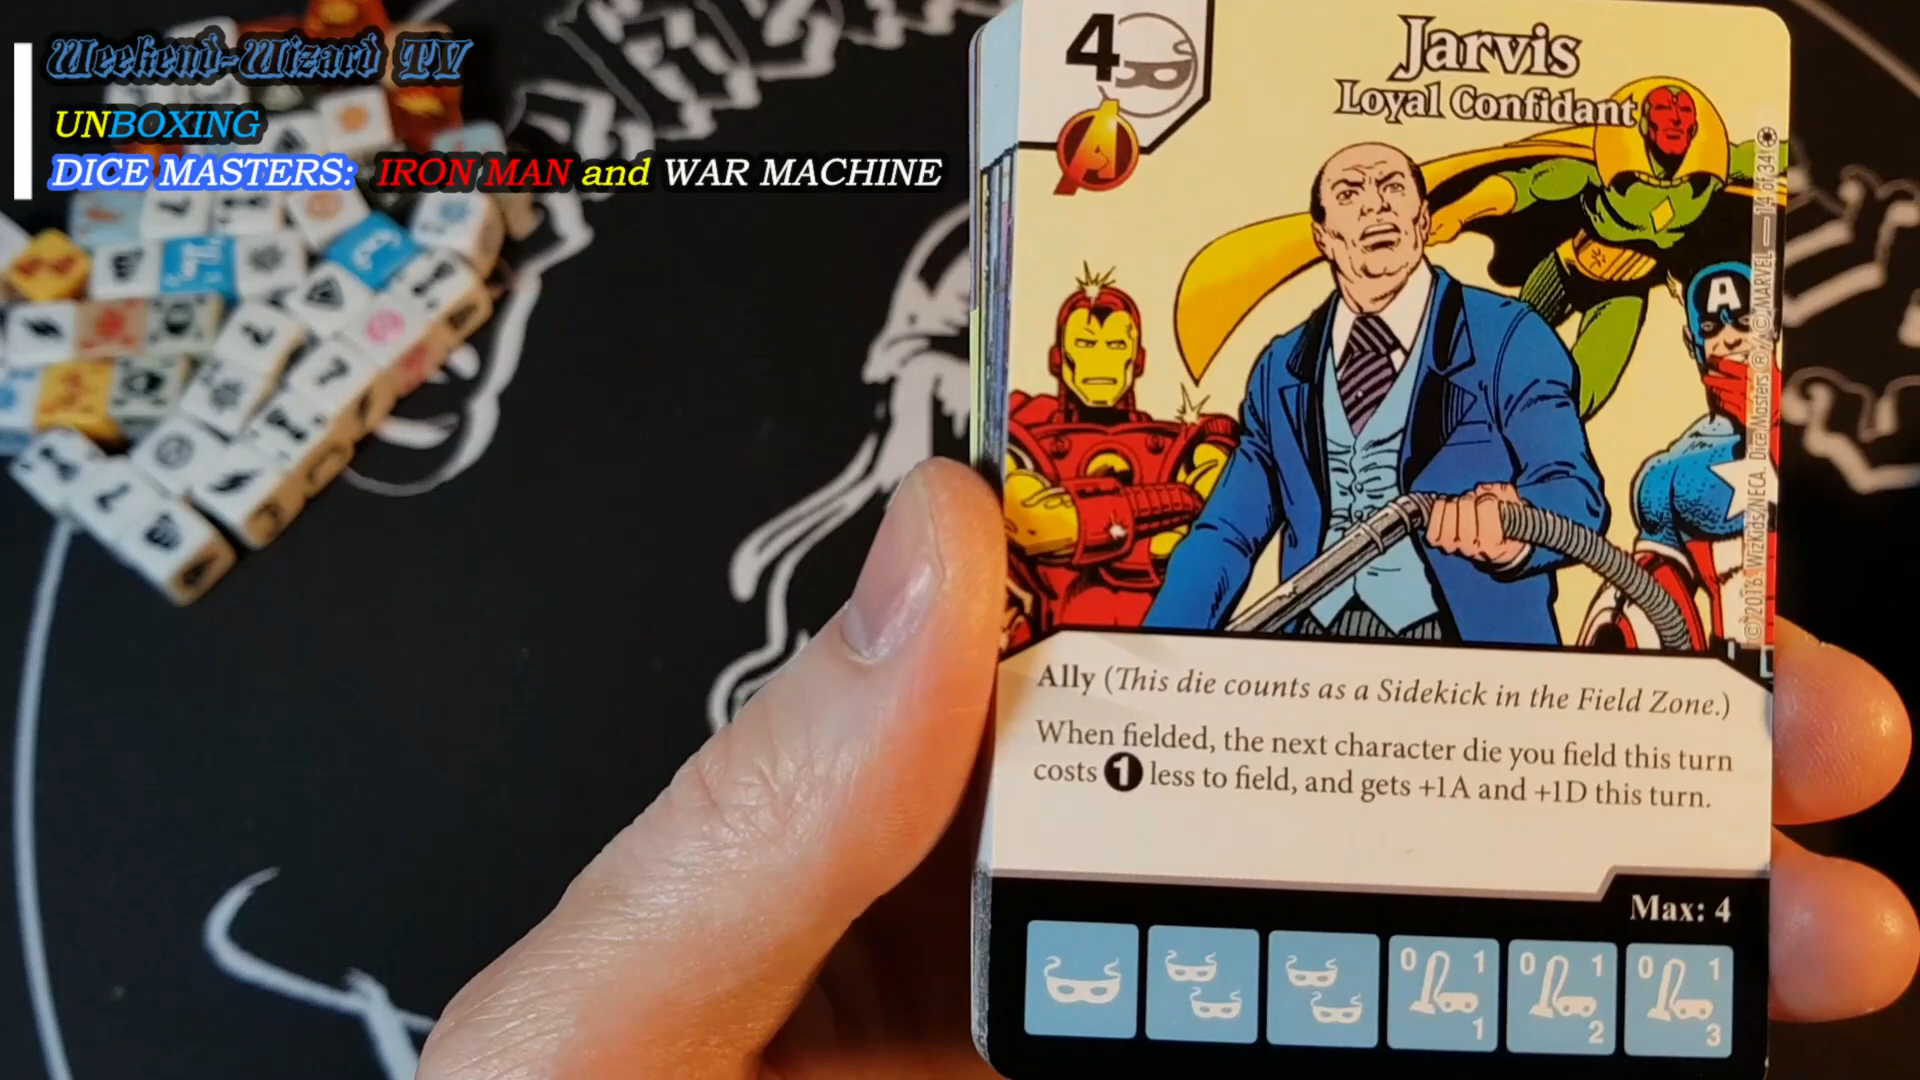 Weekend-Wizard TV
UNBOXING
DICE MASTERS: IRON MAN and WAR MACHINE
4
Jarvis
Loyal Confidant
A
©2016 WizKids/NECA. Dice Masters ® / © MARVEL — 14 of 34
Ally (This die counts as a Sidekick in the Field Zone.)
When fielded, the next character die you field this turn
costs 1 less to field, and gets +1A and +1D this turn.
Max: 4
0 1 1
0 1 2
0 1 3